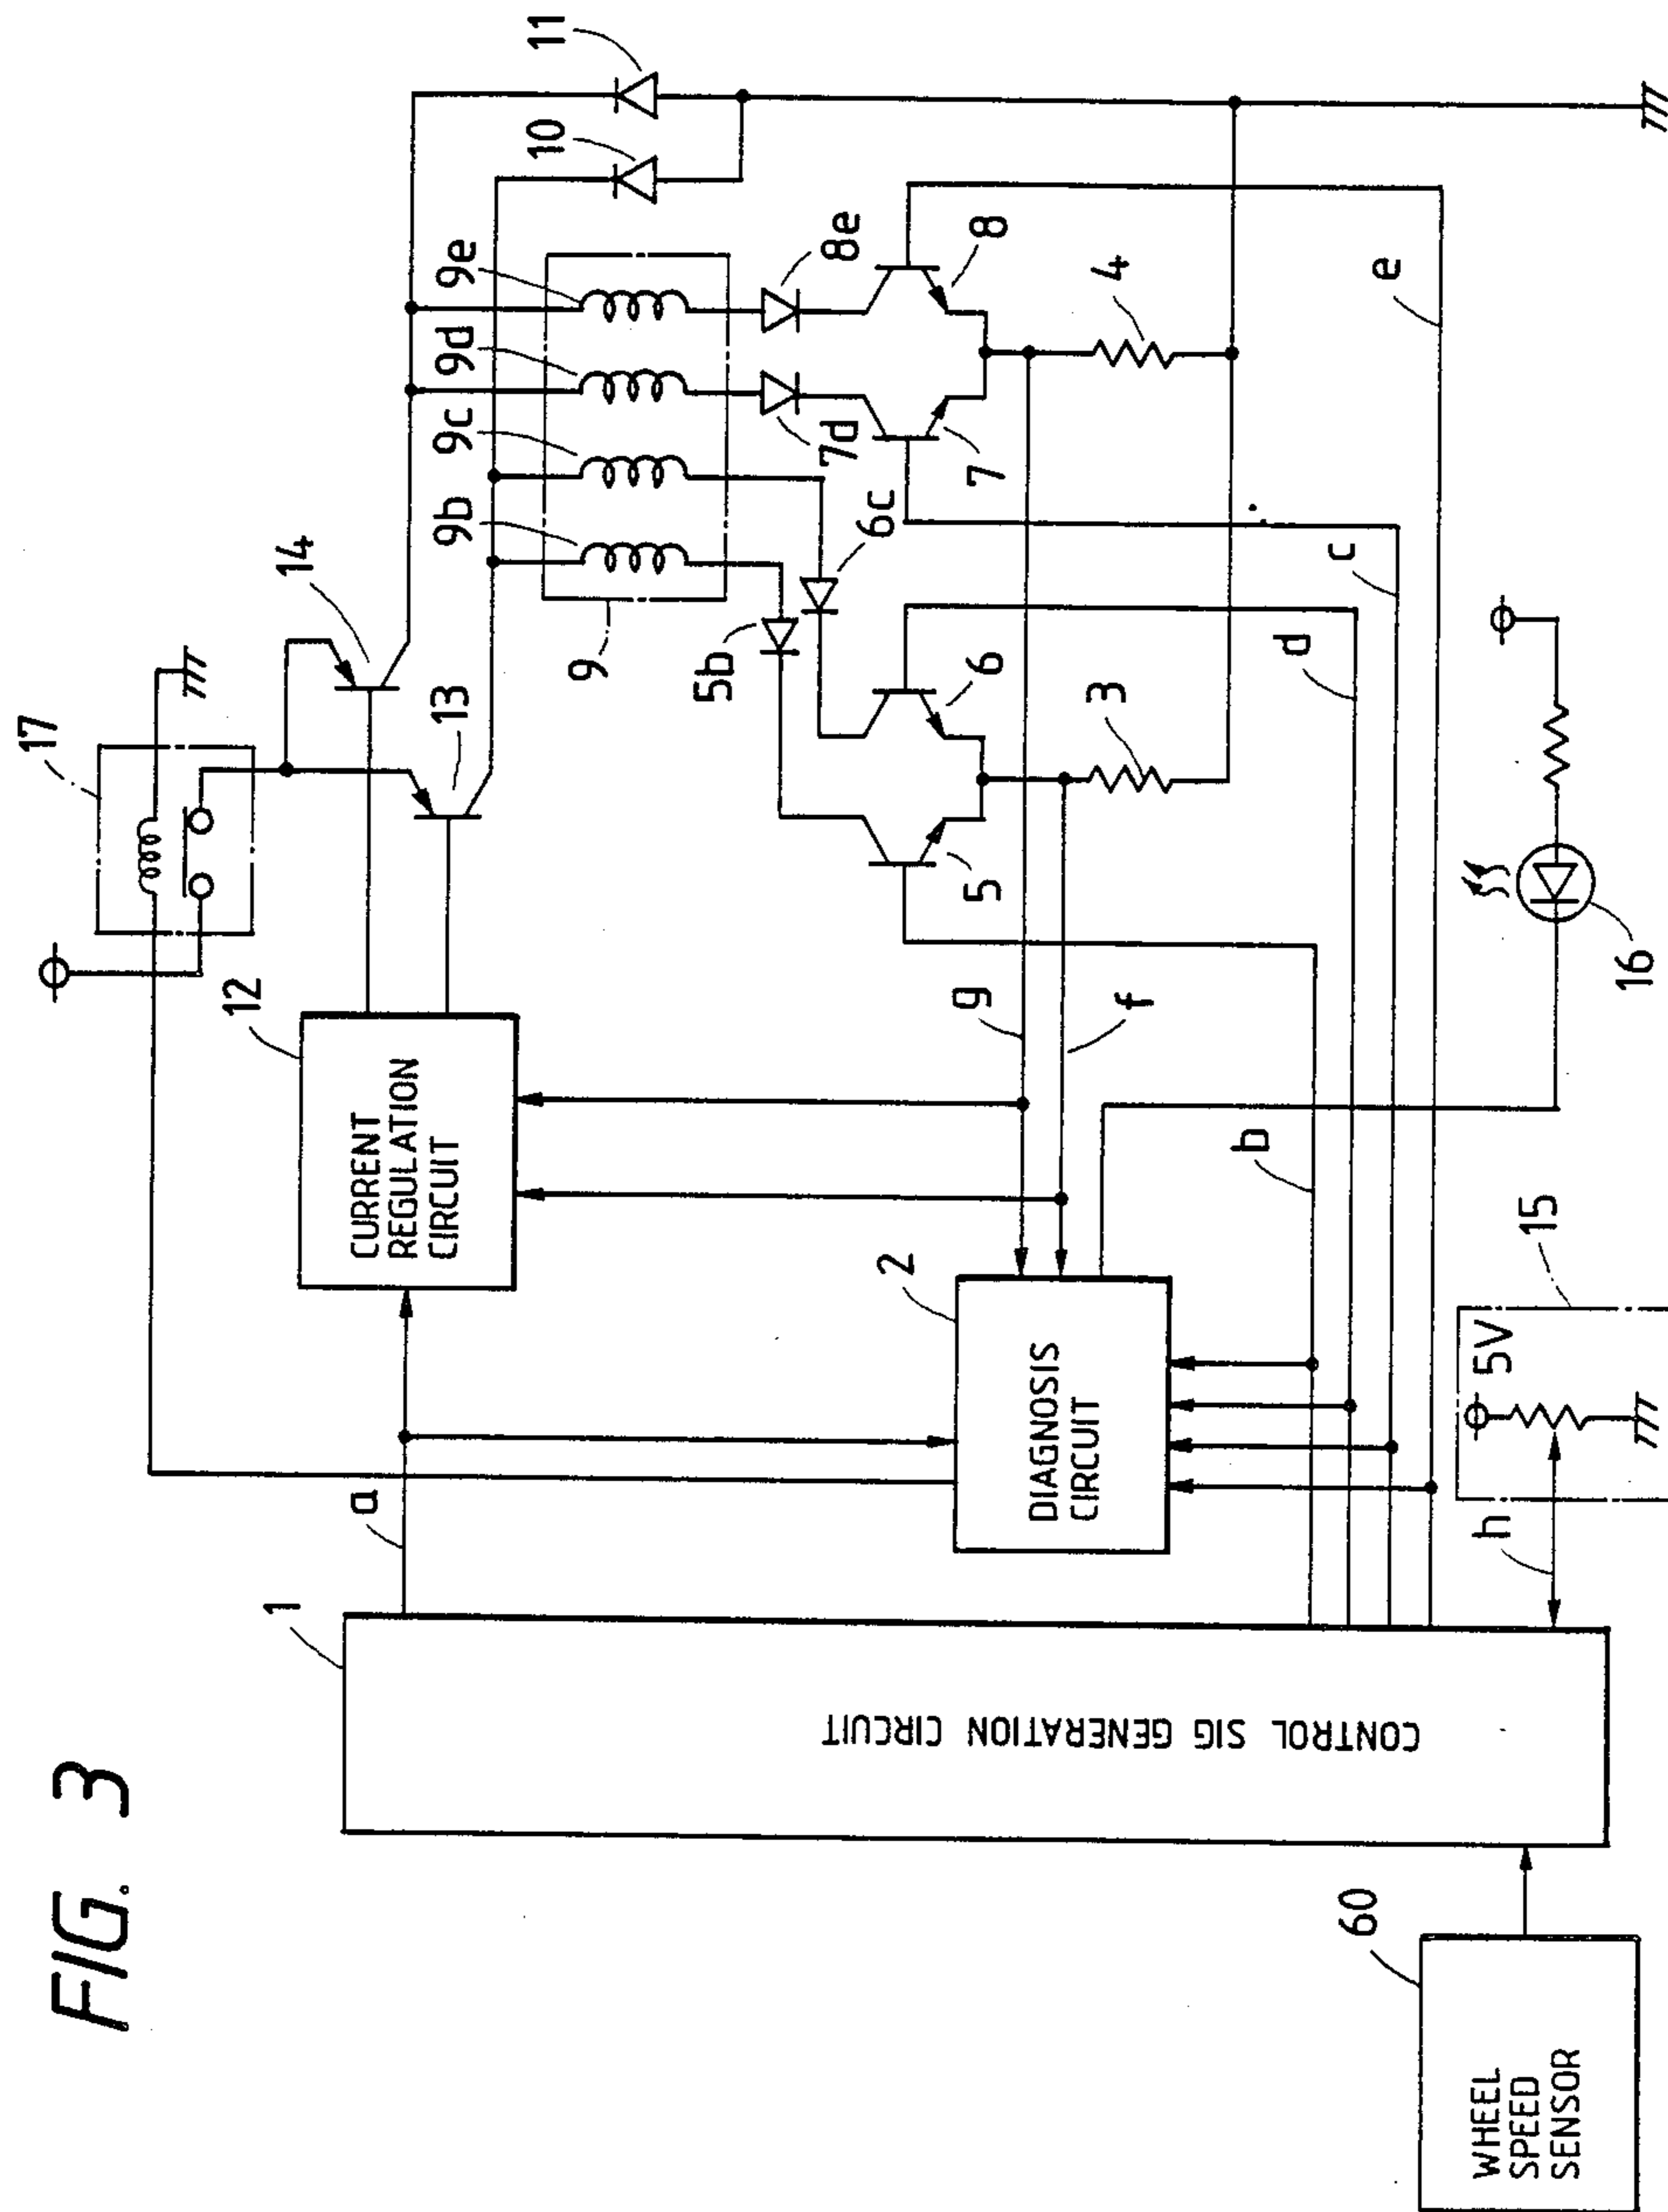 FIG. 3
17
14
13
12
CURRENT
REGULATION
CIRCUIT
a
1
CONTROL SIG GENERATION CIRCUIT
60
WHEEL
SPEED
SENSOR
2
DIAGNOSIS
CIRCUIT
11
10
9e
9d
9c
9b
9
8e
7d
6c
5b
8
7
6
5
4
3
g
f
b
d
c
e
h
5V
15
16